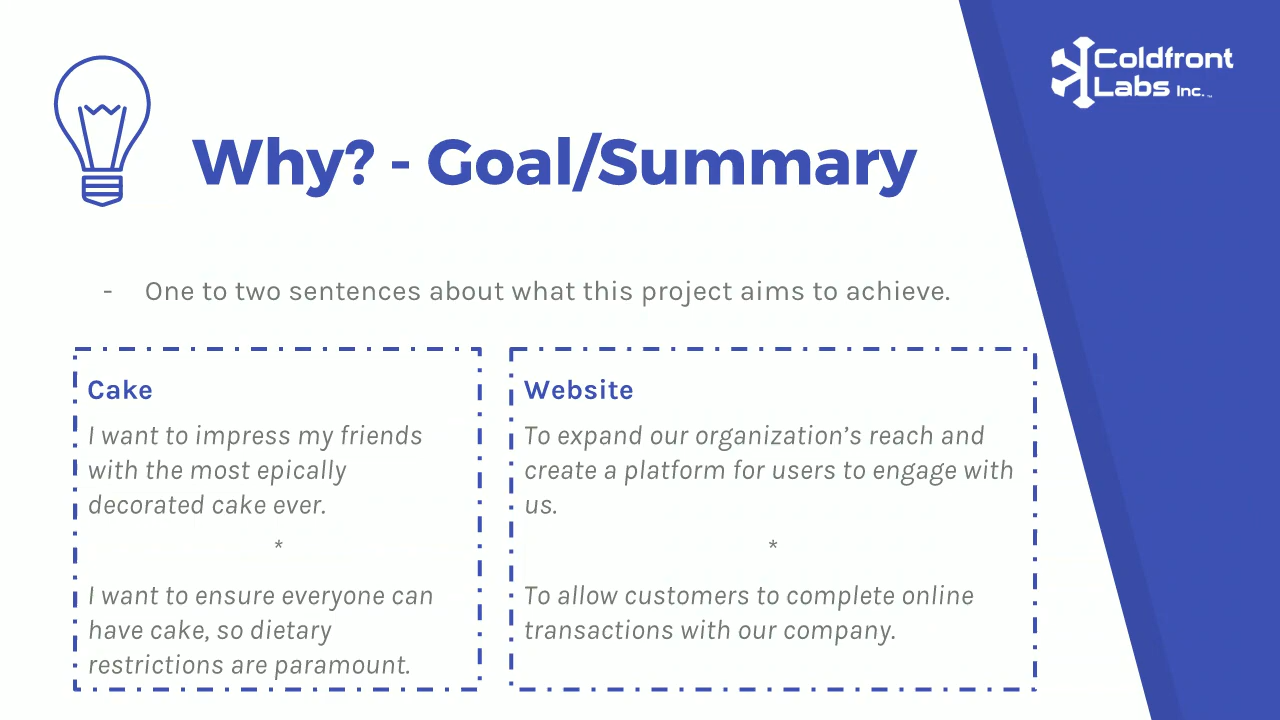 Coldfront
Labs Inc.™
Why? - Goal/Summary
- One to two sentences about what this project aims to achieve.
Cake
I want to impress my friends
with the most epically
decorated cake ever.
*
I want to ensure everyone can
have cake, so dietary
restrictions are paramount.
Website
To expand our organization’s reach and
create a platform for users to engage with
us.
*
To allow customers to complete online
transactions with our company.